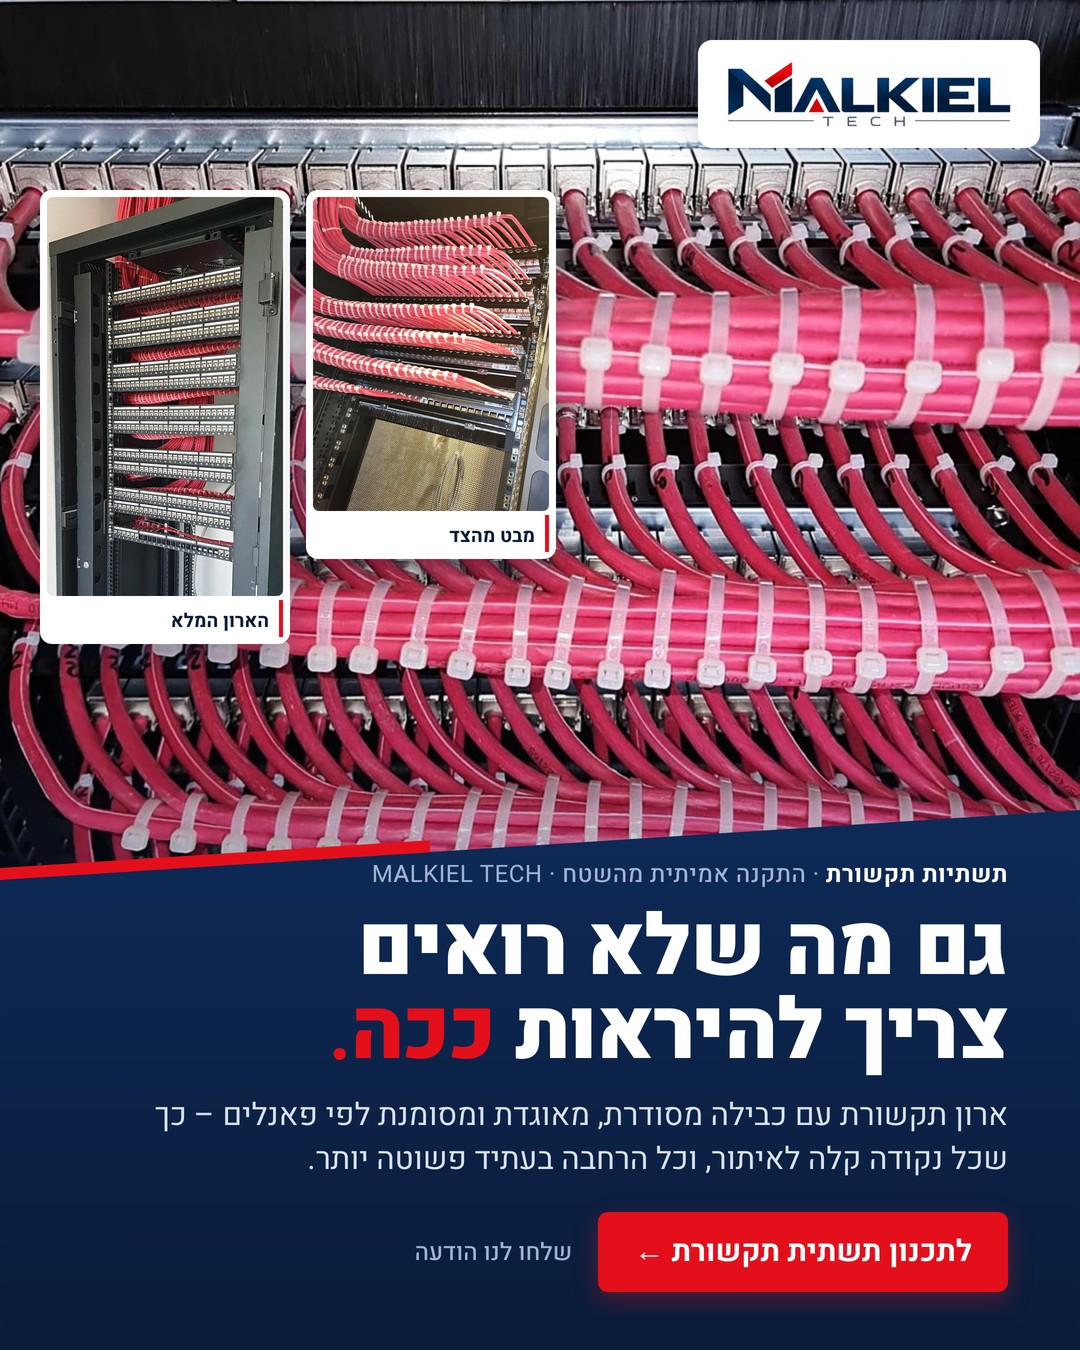 MALKIEL
TECH
מבט מהצד
הארון המלא
תשתיות תקשורת · התקנה אמיתית מהשטח · MALKIEL TECH
גם מה שלא רואים
צריך להיראות ככה.
ארון תקשורת עם כבילה מסודרת, מאוגדת ומסומנת לפי פאנלים – כך
שכל נקודה קלה לאיתור, וכל הרחבה בעתיד פשוטה יותר.
לתכנון תשתית תקשורת ←
שלחו לנו הודעה